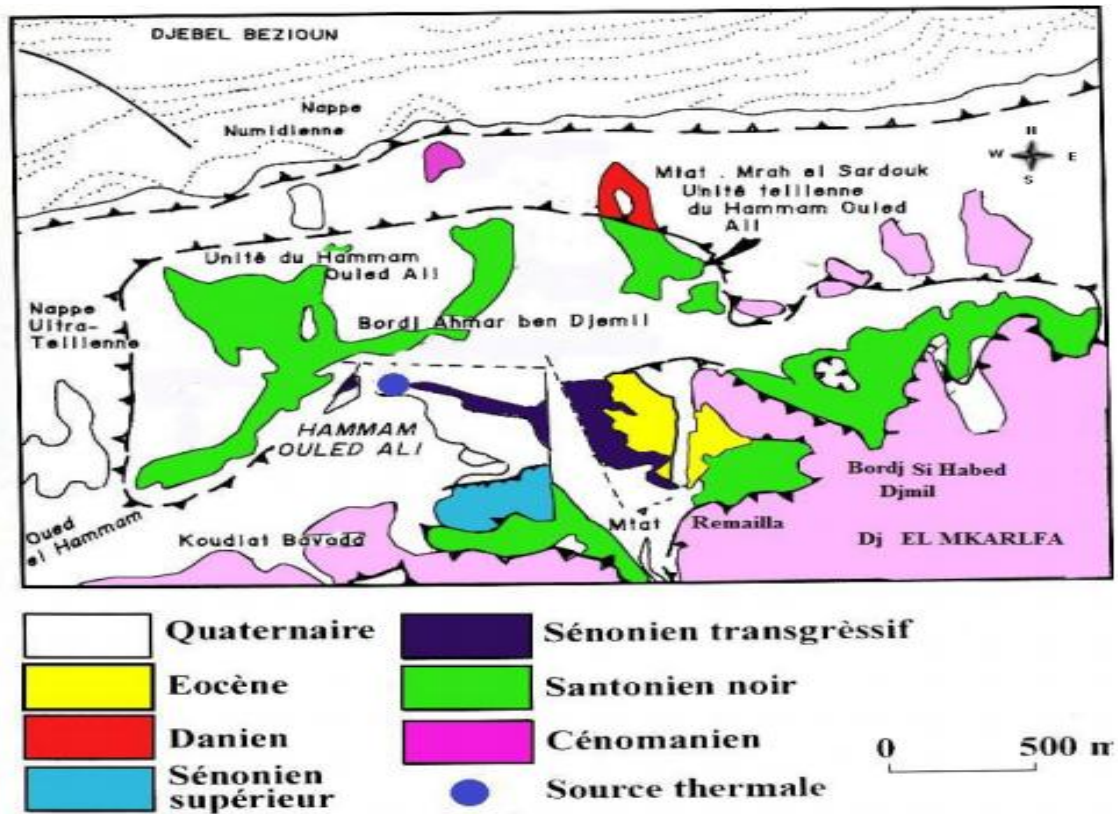 DJEBEL BEZIOUN
Nappe
Numidienne
N
W E
S
Mtat . Mrah el Sardouk
Unité tellienne
du Hammam Ouled
Ali
Unité du Hammam
Ouled Ali
Nappe
Ultra-
Tellienne
Bordj Ahmar ben Djemil
HAMMAM
OULED ALI
Bordj Si Habed
Djmil
Oued
el Hammam
Koudiat Bavada
Mtat
Remailla
Dj EL MKARLFA
Quaternaire
Sénonien transgrèssif
Eocène
Santonien noir
Danien
Cénomanien
0 500 m
Sénonien
supérieur
Source thermale